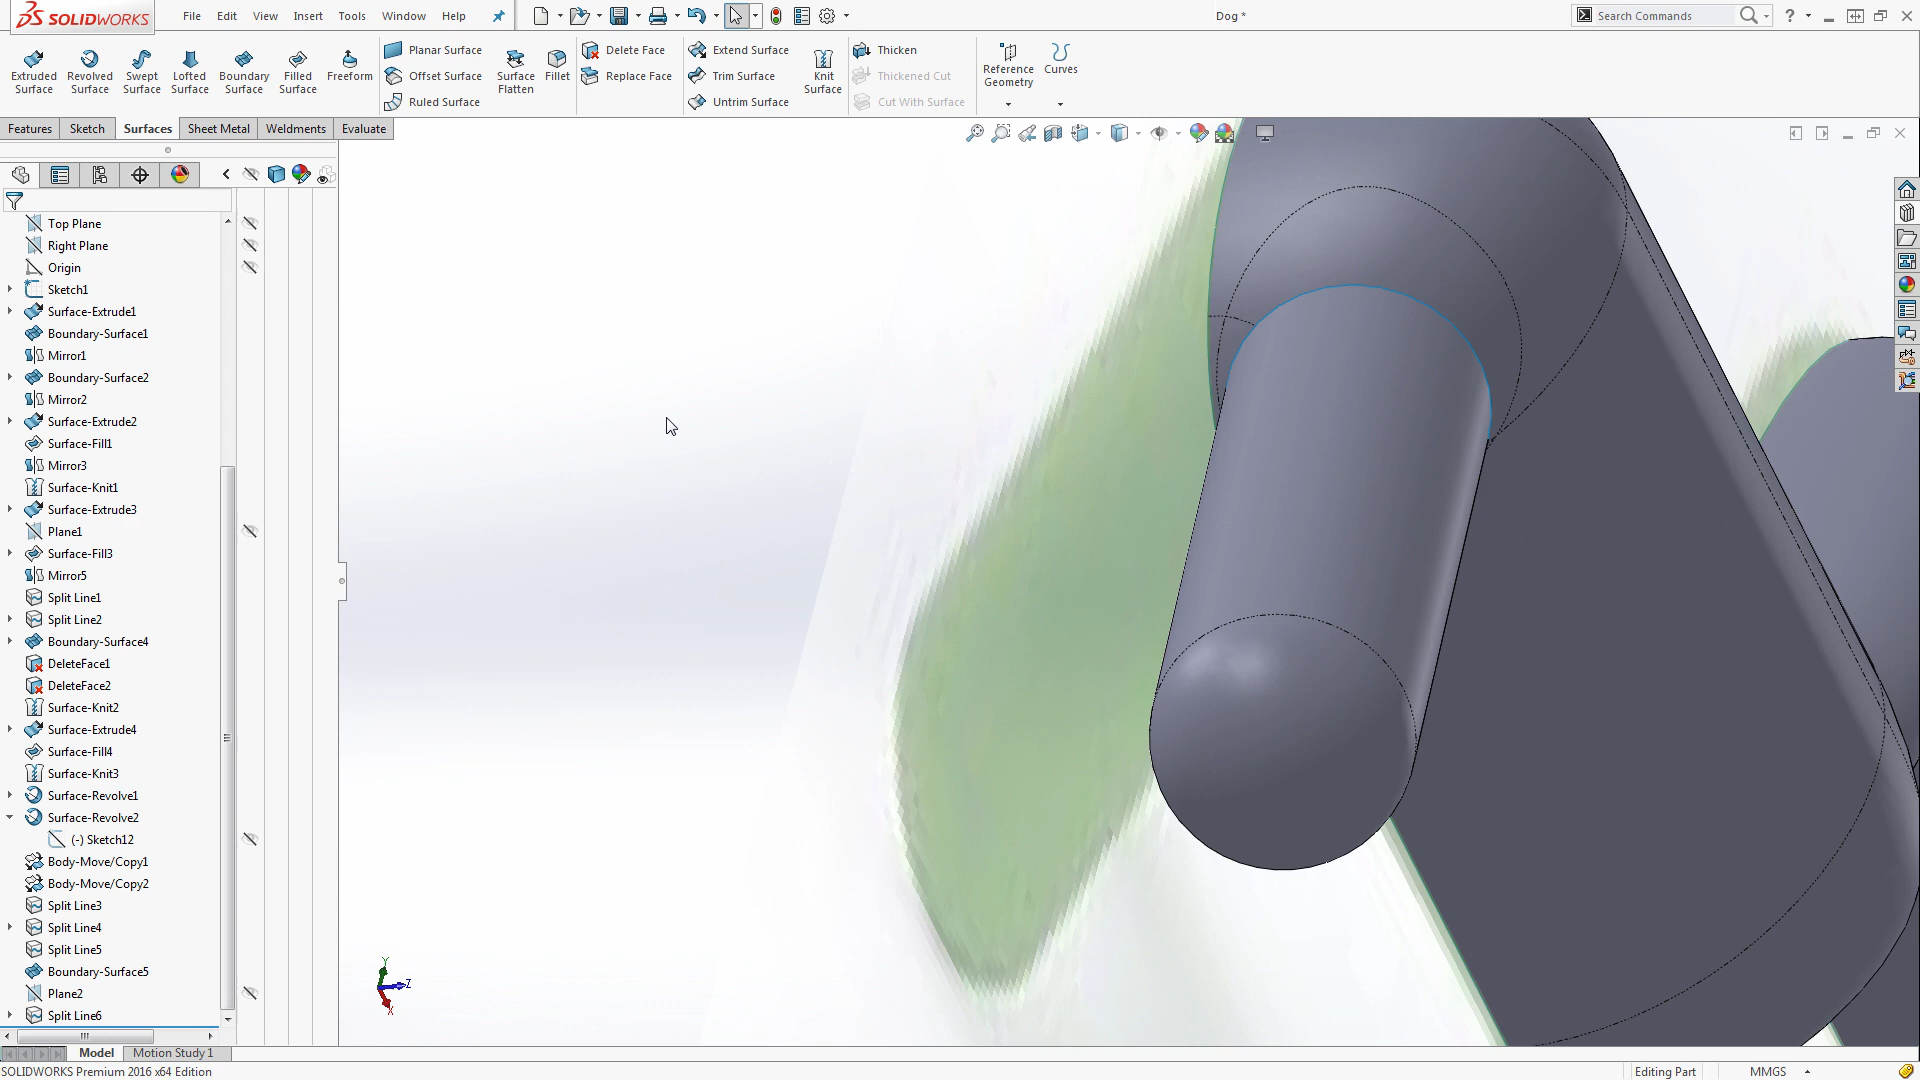 SOLIDWORKS
File Edit View Insert Tools Window Help
Dog *
Search Commands
Extruded Surface
Revolved Surface
Swept Surface
Lofted Surface
Boundary Surface
Filled Surface
Freeform
Planar Surface
Offset Surface
Ruled Surface
Surface Flatten
Fillet
Delete Face
Replace Face
Extend Surface
Trim Surface
Untrim Surface
Knit Surface
Thicken
Thickened Cut
Cut With Surface
Reference Geometry
Curves
Features Sketch Surfaces Sheet Metal Weldments Evaluate
Top Plane
Right Plane
Origin
Sketch1
Surface-Extrude1
Boundary-Surface1
Mirror1
Boundary-Surface2
Mirror2
Surface-Extrude2
Surface-Fill1
Mirror3
Surface-Knit1
Surface-Extrude3
Plane1
Surface-Fill3
Mirror5
Split Line1
Split Line2
Boundary-Surface4
DeleteFace1
DeleteFace2
Surface-Knit2
Surface-Extrude4
Surface-Fill4
Surface-Knit3
Surface-Revolve1
Surface-Revolve2
(-) Sketch12
Body-Move/Copy1
Body-Move/Copy2
Split Line3
Split Line4
Split Line5
Boundary-Surface5
Plane2
Split Line6
Y
Z
X
Model Motion Study 1
SOLIDWORKS Premium 2016 x64 Edition
Editing Part
MMGS